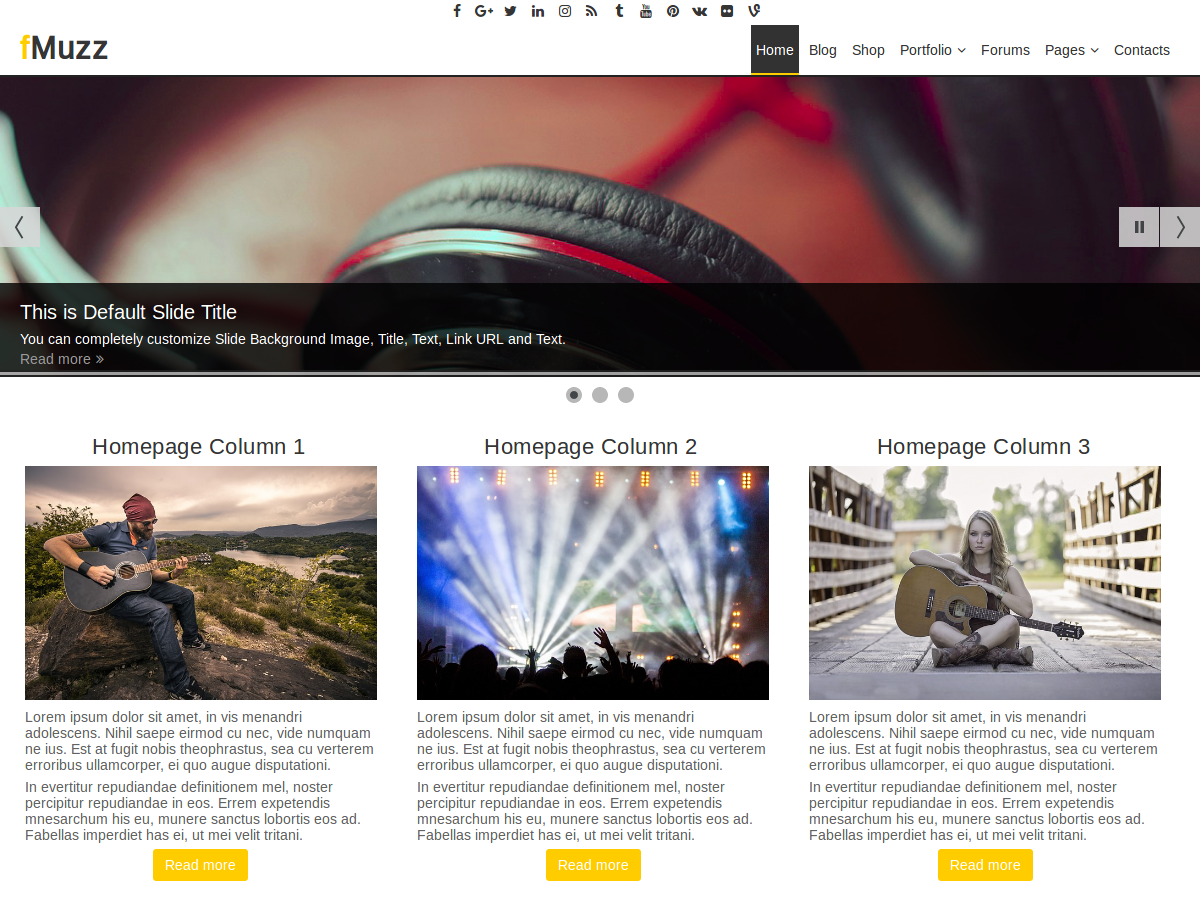 fMuzz
Home Blog Shop Portfolio Forums Pages Contacts
This is Default Slide Title
You can completely customize Slide Background Image, Title, Text, Link URL and Text.
Read more »
Homepage Column 1
Lorem ipsum dolor sit amet, in vis menandri
adolescens. Nihil saepe eirmod cu nec, vide numquam
ne ius. Est at fugit nobis theophrastus, sea cu verterem
erroribus ullamcorper, ei quo augue disputationi.
In evertitur repudiandae definitionem mel, noster
percipitur repudiandae in eos. Errem expetendis
mnesarchum his eu, munere sanctus lobortis eos ad.
Fabellas imperdiet has ei, ut mei velit tritani.
Read more
Homepage Column 2
Lorem ipsum dolor sit amet, in vis menandri
adolescens. Nihil saepe eirmod cu nec, vide numquam
ne ius. Est at fugit nobis theophrastus, sea cu verterem
erroribus ullamcorper, ei quo augue disputationi.
In evertitur repudiandae definitionem mel, noster
percipitur repudiandae in eos. Errem expetendis
mnesarchum his eu, munere sanctus lobortis eos ad.
Fabellas imperdiet has ei, ut mei velit tritani.
Read more
Homepage Column 3
Lorem ipsum dolor sit amet, in vis menandri
adolescens. Nihil saepe eirmod cu nec, vide numquam
ne ius. Est at fugit nobis theophrastus, sea cu verterem
erroribus ullamcorper, ei quo augue disputationi.
In evertitur repudiandae definitionem mel, noster
percipitur repudiandae in eos. Errem expetendis
mnesarchum his eu, munere sanctus lobortis eos ad.
Fabellas imperdiet has ei, ut mei velit tritani.
Read more